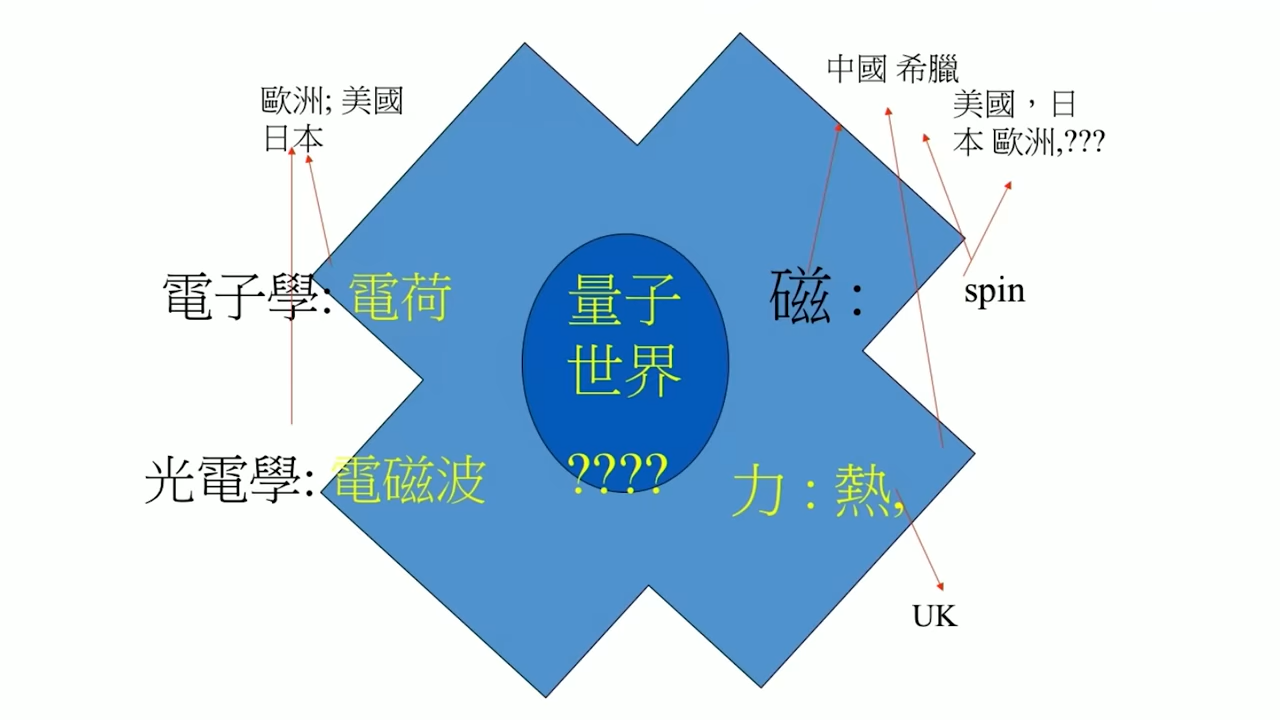 歐洲; 美國
日本
中國 希臘
美國，日
本 歐洲,???
電子學: 電荷
量子
世界
????
磁 :
spin
光電學: 電磁波
力 : 熱,
UK